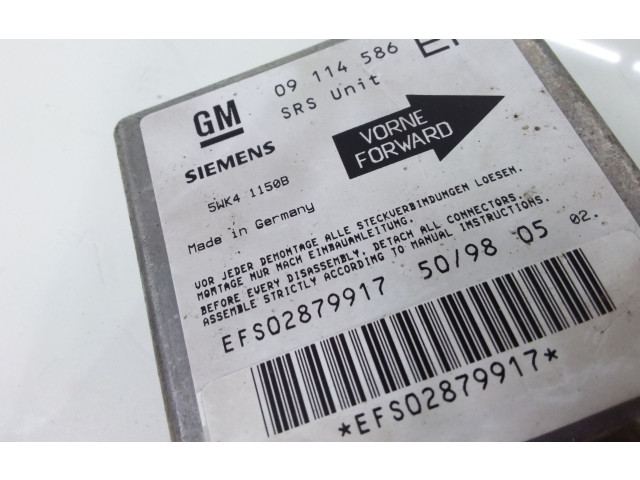 GM
09 114 586
SRS Unit
SIEMENS
5WK4 1150B
Made in Germany
VORNE
FORWARD
VOR JEDER DEMONTAGE ALLE STECKVERBINDUNGEN LOESEN.
MONTAGE NUR NACH EINBAUANLEITUNG.
BEFORE EVERY DISASSEMBLY, DETACH ALL CONNECTORS.
ASSEMBLE STRICTLY ACCORDING TO MANUAL INSTRUCTIONS.
EFS02879917 50/98 05 02.
*EFS02879917*